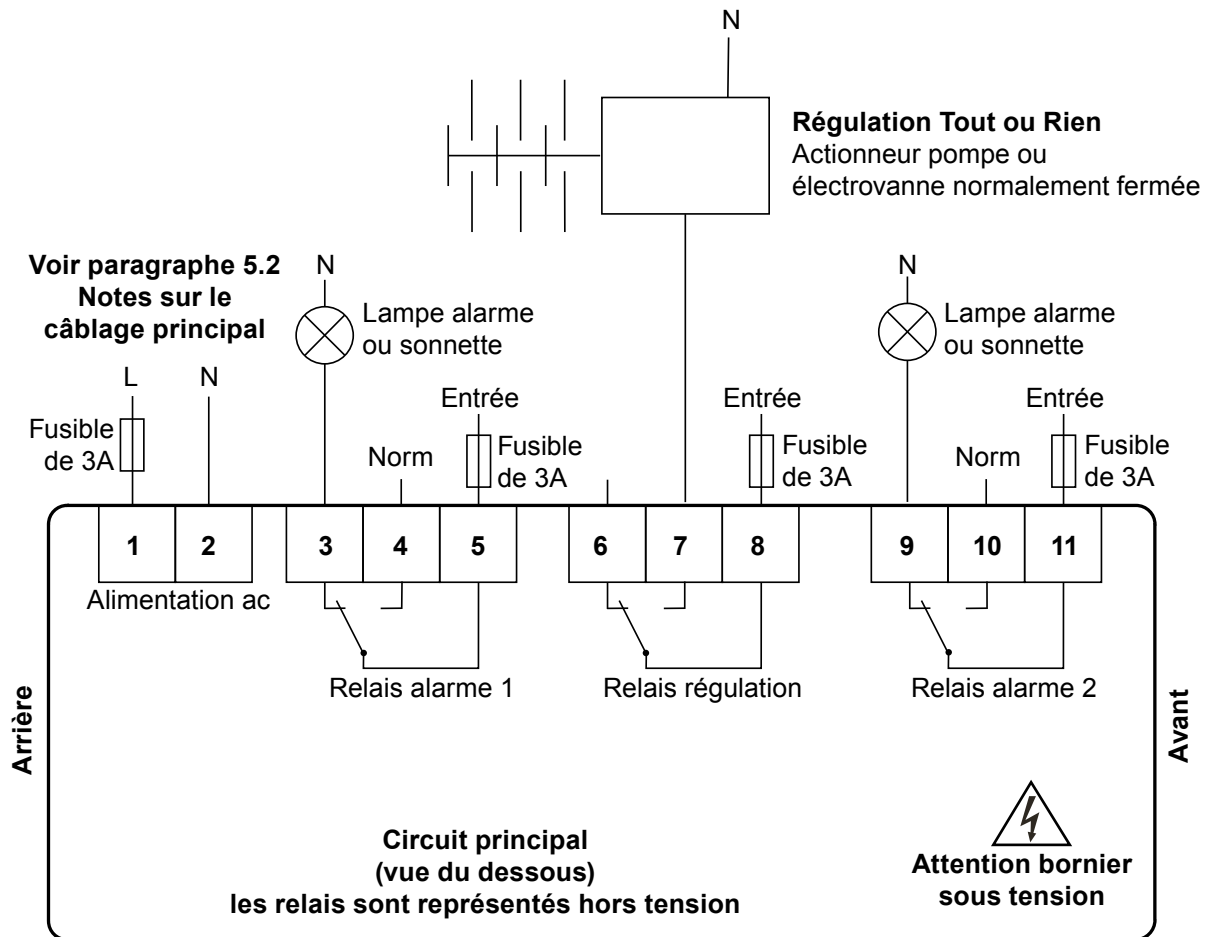 N
Régulation Tout ou Rien
Actionneur pompe ou
électrovanne normalement fermée
Voir paragraphe 5.2
Notes sur le
câblage principal
N
Lampe alarme
ou sonnette
N
Lampe alarme
ou sonnette
L
N
Fusible
de 3A
Norm
Entrée
Fusible
de 3A
Entrée
Fusible
de 3A
Norm
Entrée
Fusible
de 3A
1 2 3 4 5 6 7 8 9 10 11
Alimentation ac
Relais alarme 1
Relais régulation
Relais alarme 2
Arrière
Avant
Circuit principal
(vue du dessous)
les relais sont représentés hors tension
Attention bornier
sous tension